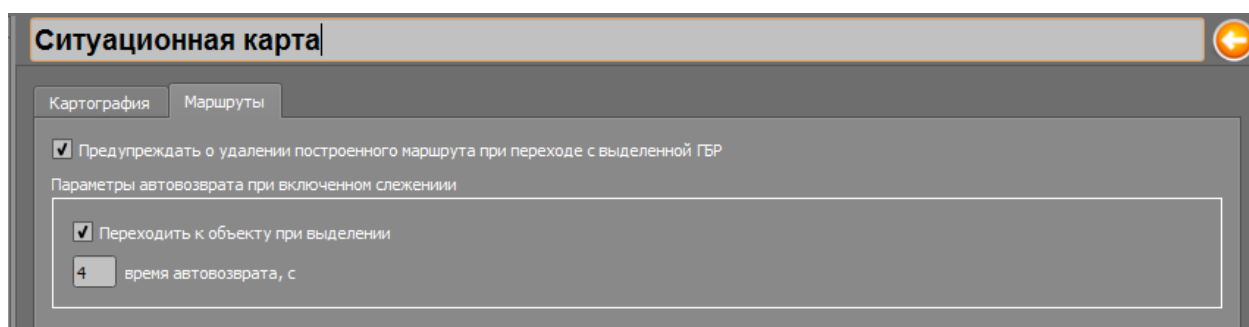 Ситуационная карта
Картография Маршруты
Предупреждать о удалении построенного маршрута при переходе с выделенной ГБР
Параметры автовозврата при включенном слежениии
Переходить к объекту при выделении
4 время автовозврата, с